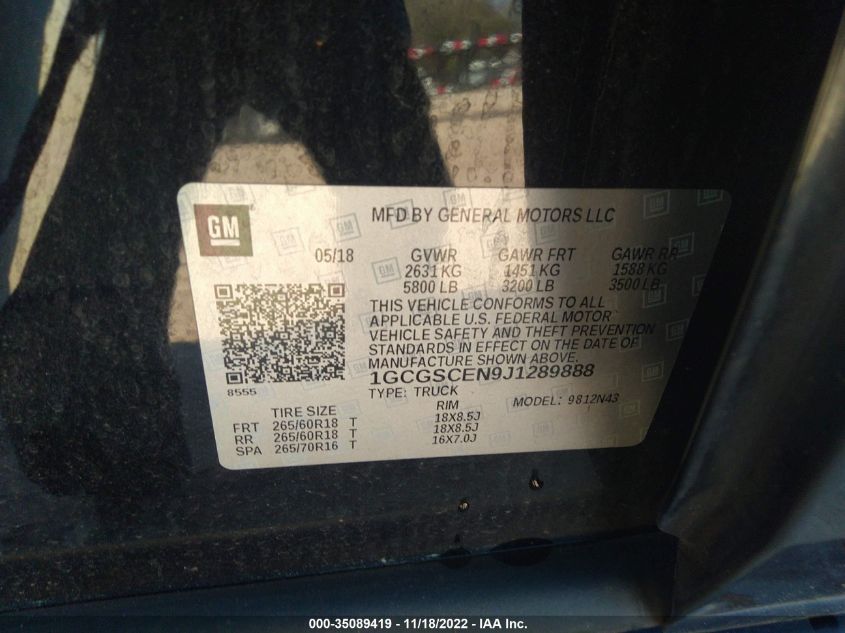 GM
MFD BY GENERAL MOTORS LLC
05/18 GVWR GAWR FRT GAWR RR
2631 KG 1451 KG 1588 KG
5800 LB 3200 LB 3500 LB
THIS VEHICLE CONFORMS TO ALL
APPLICABLE U.S. FEDERAL MOTOR
VEHICLE SAFETY AND THEFT PREVENTION
STANDARDS IN EFFECT ON THE DATE OF
MANUFACTURE SHOWN ABOVE.
8555
1GCGSCEN9J1289888
TYPE: TRUCK MODEL: 9812N43
TIRE SIZE RIM
FRT 265/60R18 T 18X8.5J
RR 265/60R18 T 18X8.5J
SPA 265/70R16 T 16X7.0J
000-35089419 - 11/18/2022 - IAA Inc.